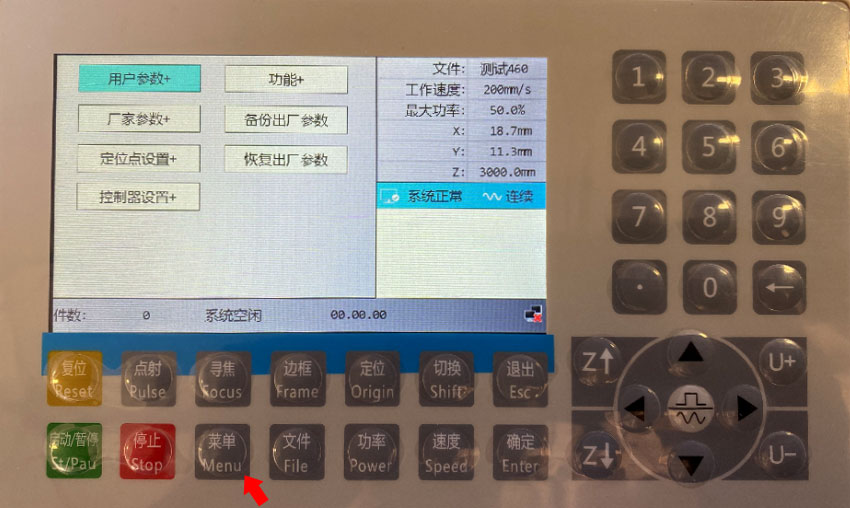 用户参数+
功能+
厂家参数+
备份出厂参数
定位点设置+
恢复出厂参数
控制器设置+
文件: 测试460
工作速度: 200mm/s
最大功率: 50.0%
X: 18.7mm
Y: 11.3mm
Z: 3000.0mm
系统正常 连续
件数: 0 系统空闲 00.00.00
1 2 3
4 5 6
7 8 9
· 0 ←
复位 点射 寻焦 边框 定位 切换 退出
Reset Pulse Focus Frame Origin Shift Esc
启动/暂停 停止 菜单 文件 功率 速度 确定
St/Pau Stop Menu File Power Speed Enter
Z↑ U+
Z↓ U-